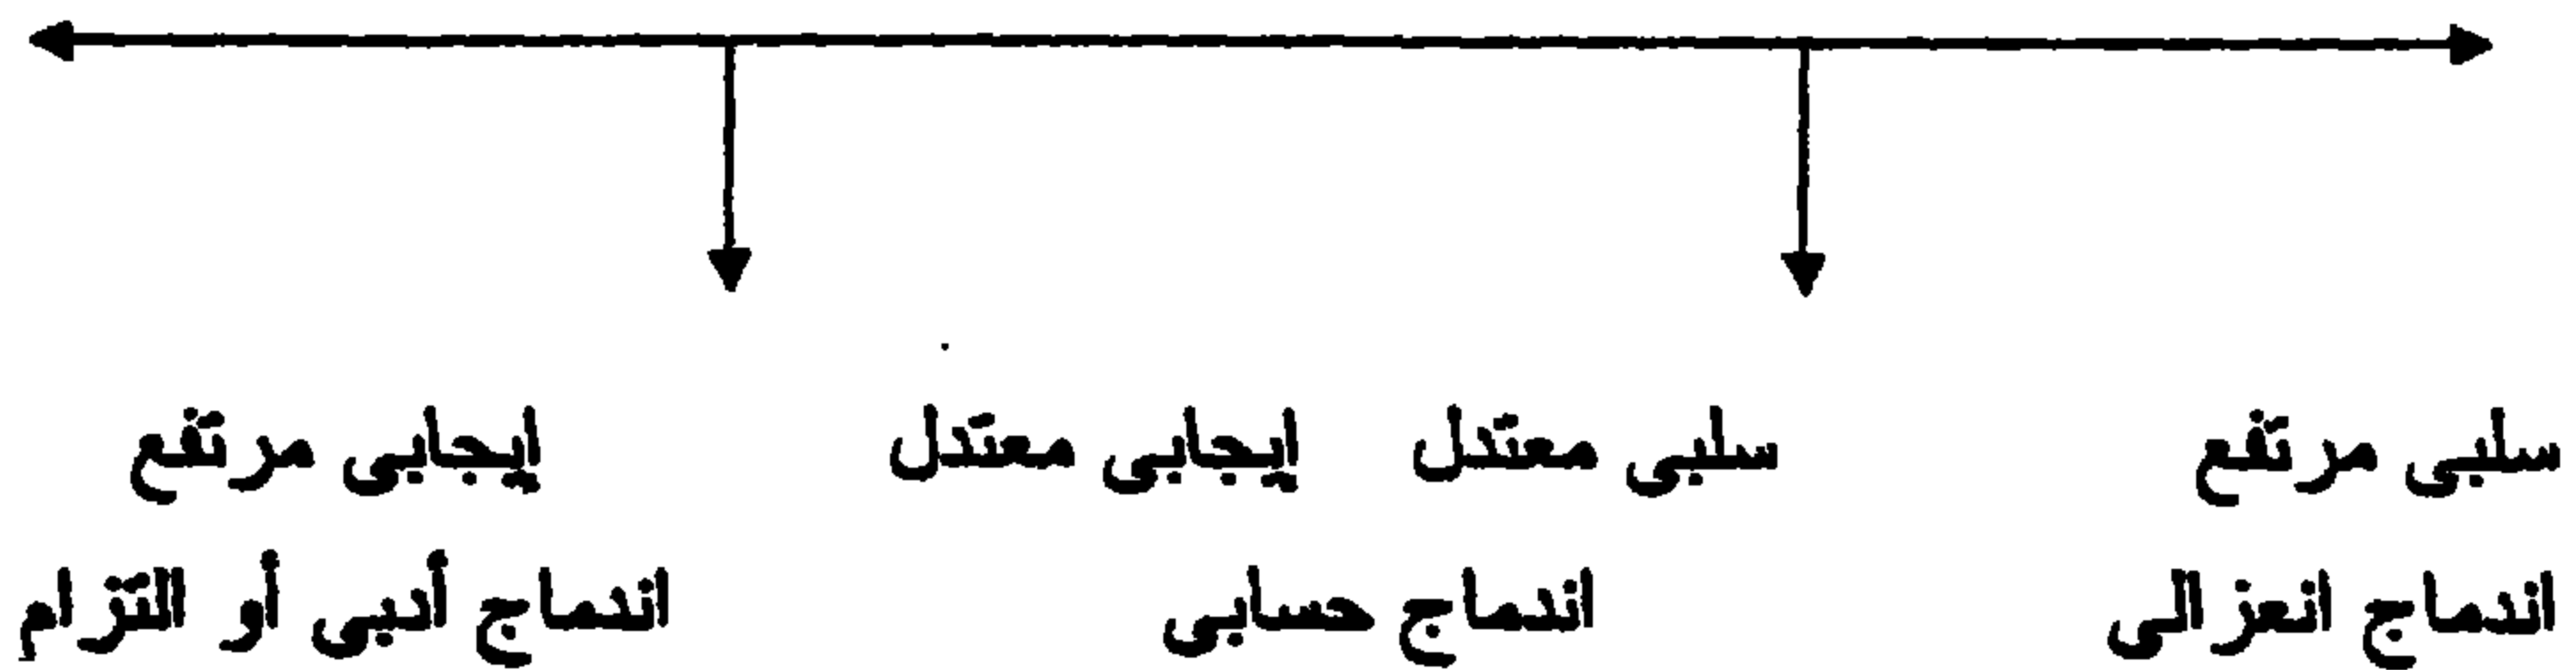 سلبى مرتفع سلبى معتدل إيجابى معتدل إيجابى مرتفع
اندماج انعزالى اندماج حسابى اندماج أدبى أو التزام